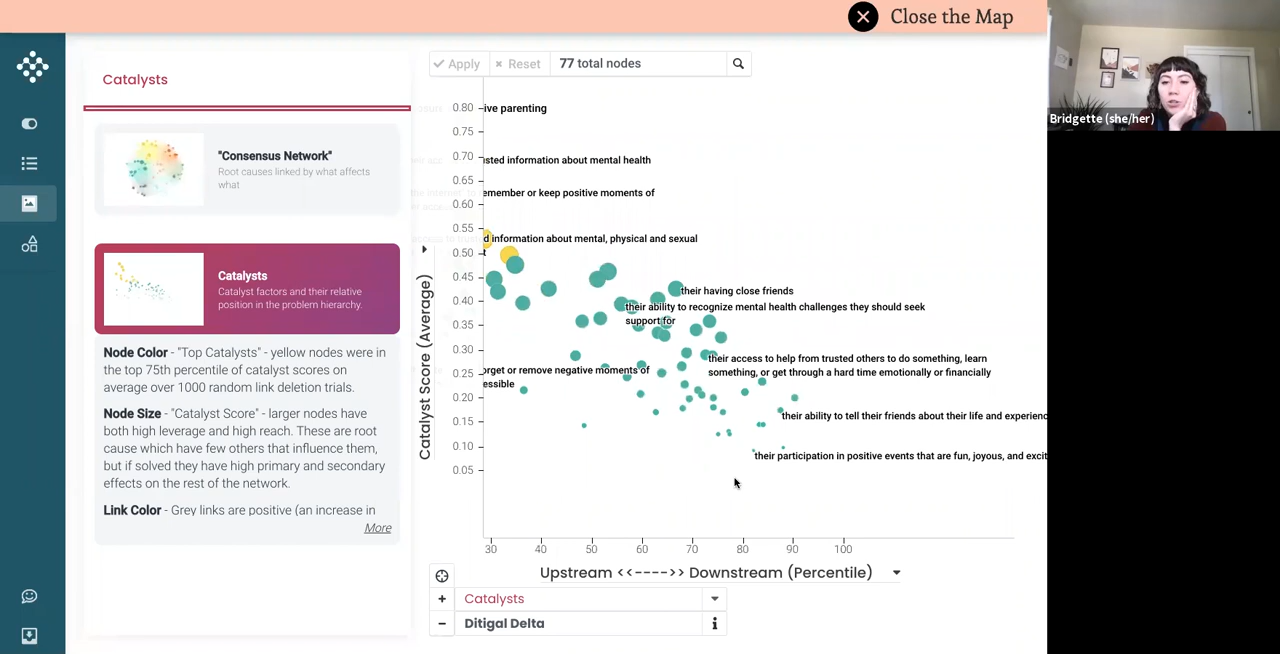 Close the Map
Bridgette (she/her)
Catalysts
"Consensus Network"
Root causes linked by what affects
what
Catalysts
Catalyst factors and their relative
position in the problem hierarchy.
Node Color - "Top Catalysts" - yellow nodes were in
the top 75th percentile of catalyst scores on
average over 1000 random link deletion trials.
Node Size - "Catalyst Score" - larger nodes have
both high leverage and high reach. These are root
cause which have few others that influence them,
but if solved they have high primary and secondary
effects on the rest of the network.
Link Color - Grey links are positive (an increase in
More
Apply
Reset
77 total nodes
Catalyst Score (Average)
0.80
0.75
0.70
0.65
0.60
0.55
0.50
0.45
0.40
0.35
0.30
0.25
0.20
0.15
0.10
0.05
ive parenting
usted information about mental health
emember or keep positive moments of
d information about mental, physical and sexual
t
their having close friends
their ability to recognize mental health challenges they should seek
support for
their access to help from trusted others to do something, learn
something, or get through a hard time emotionally or financially
orget or remove negative moments of
essible
their ability to tell their friends about their life and experienc
their participation in positive events that are fun, joyous, and excit
30 40 50 60 70 80 90 100
Upstream <<---->> Downstream (Percentile)
+ Catalysts
- Ditigal Delta